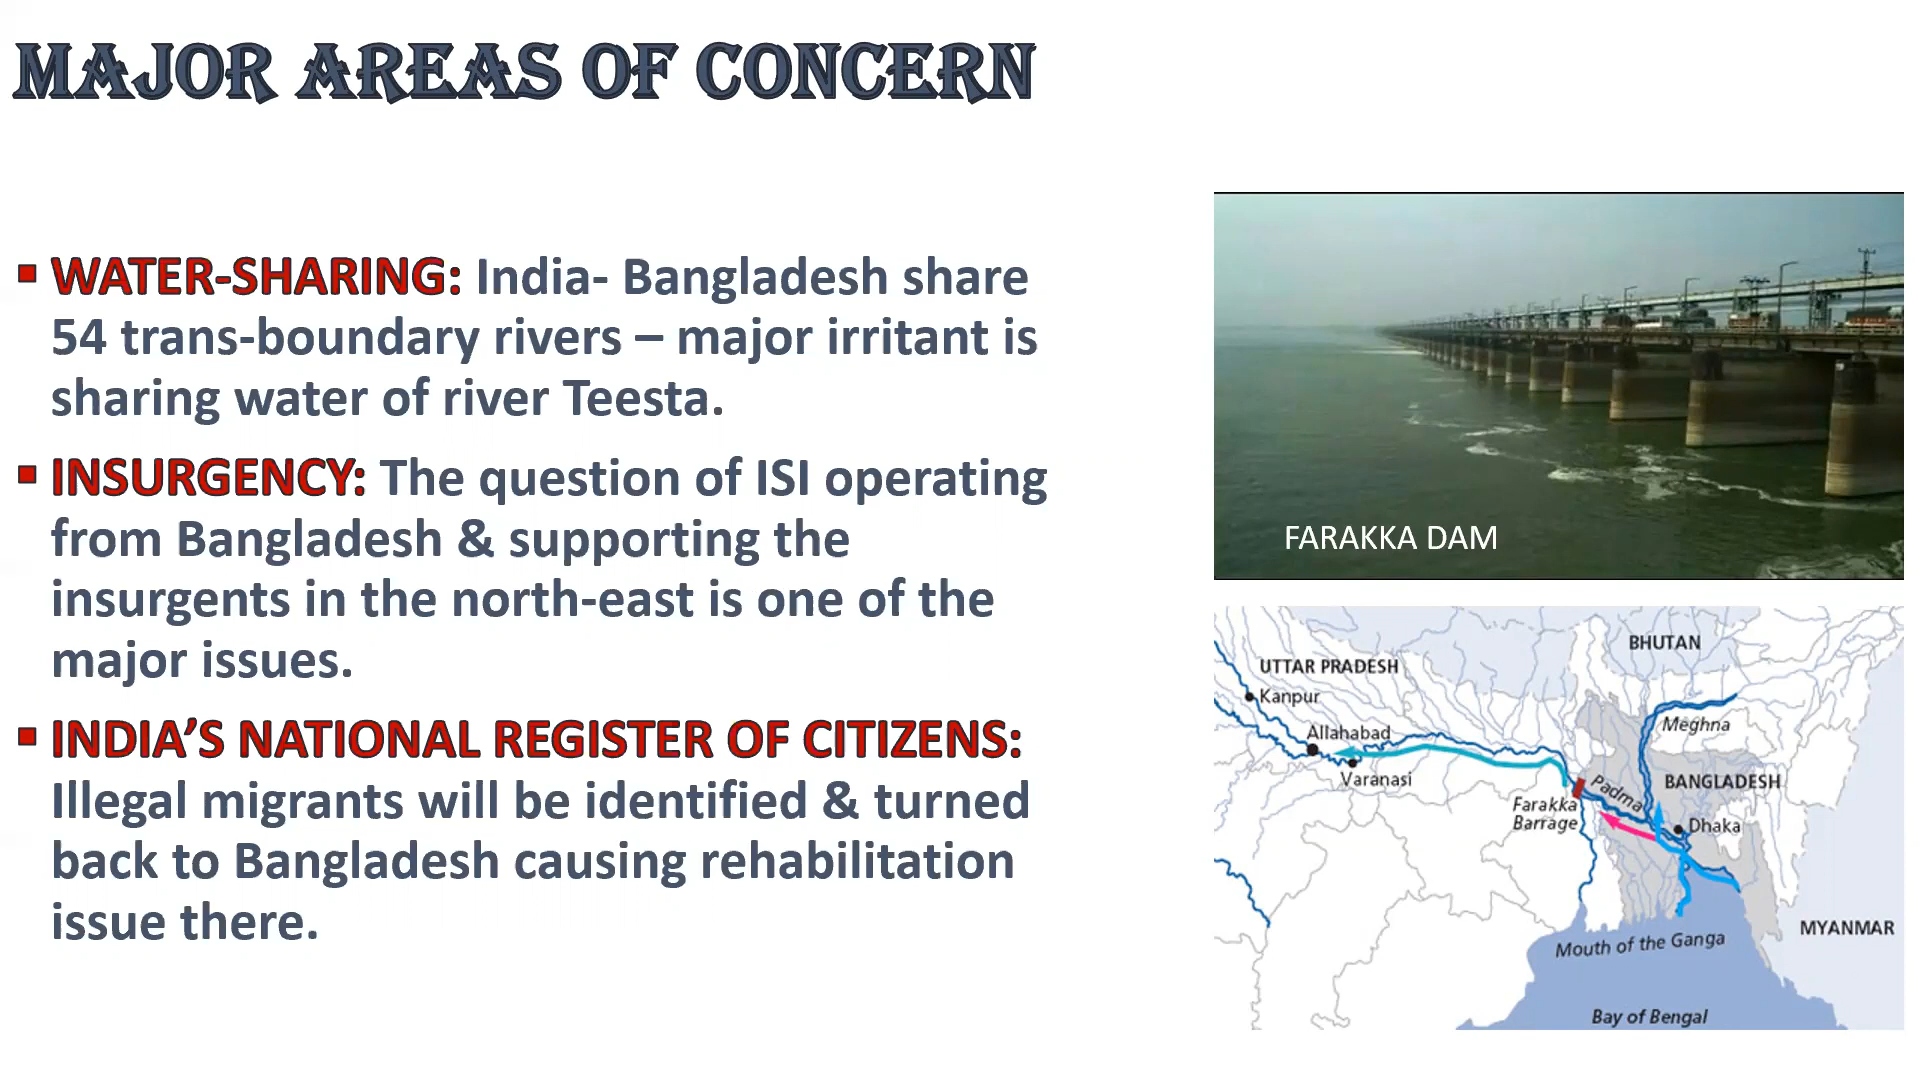 MAJOR AREAS OF CONCERN
▪ WATER-SHARING: India- Bangladesh share
54 trans-boundary rivers – major irritant is
sharing water of river Teesta.
▪ INSURGENCY: The question of ISI operating
from Bangladesh & supporting the
insurgents in the north-east is one of the
major issues.
▪ INDIA’S NATIONAL REGISTER OF CITIZENS:
Illegal migrants will be identified & turned
back to Bangladesh causing rehabilitation
issue there.
FARAKKA DAM
BHUTAN
UTTAR PRADESH
Kanpur
Meghna
Allahabad
Varanasi
BANGLADESH
Padma
Farakka
Barrage
Dhaka
MYANMAR
Mouth of the Ganga
Bay of Bengal